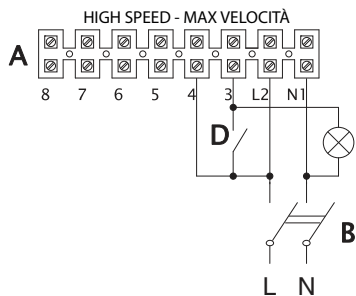 HIGH SPEED - MAX VELOCITÀ
A
8 7 6 5 4 3 L2 N1
D
B
L N